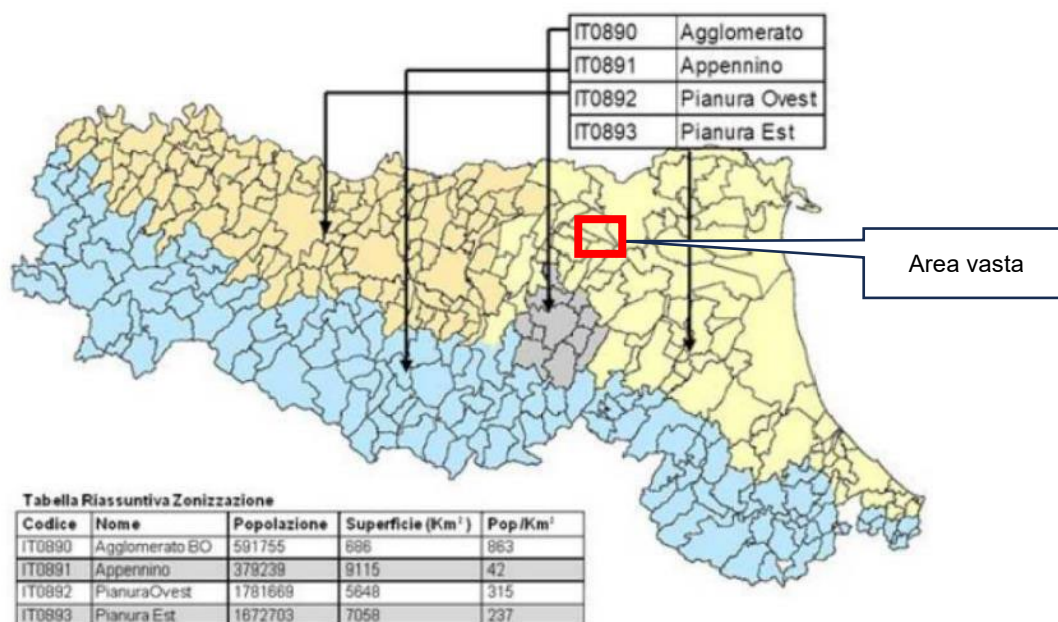 IT0890 Agglomerato
IT0891 Appennino
IT0892 Pianura Ovest
IT0893 Pianura Est
Area vasta
Tabella Riassuntiva Zonizzazione
Codice Nome Popolazione Superficie (Km²) Pop/Km²
IT0890 Agglomerato BO 591755 686 863
IT0891 Appennino 379239 9115 42
IT0892 PianuraOvest 1781669 5648 315
IT0893 Pianura Est 1672703 7058 237